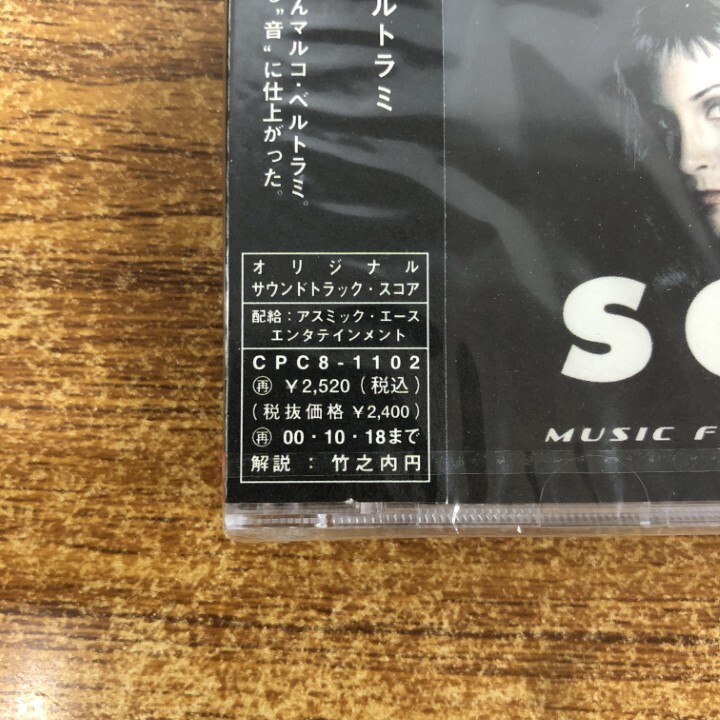 ルトラミ
んマルコ・ベルトラミ。
”音“に仕上がった。
オリジナル
サウンドトラック・スコア
配給：アスミック・エース
エンタテインメント
CPC8-1102
再 ¥2,520（税込）
（税抜価格 ¥2,400）
再 00・10・18まで
解説：竹之内円
S
MUSIC F